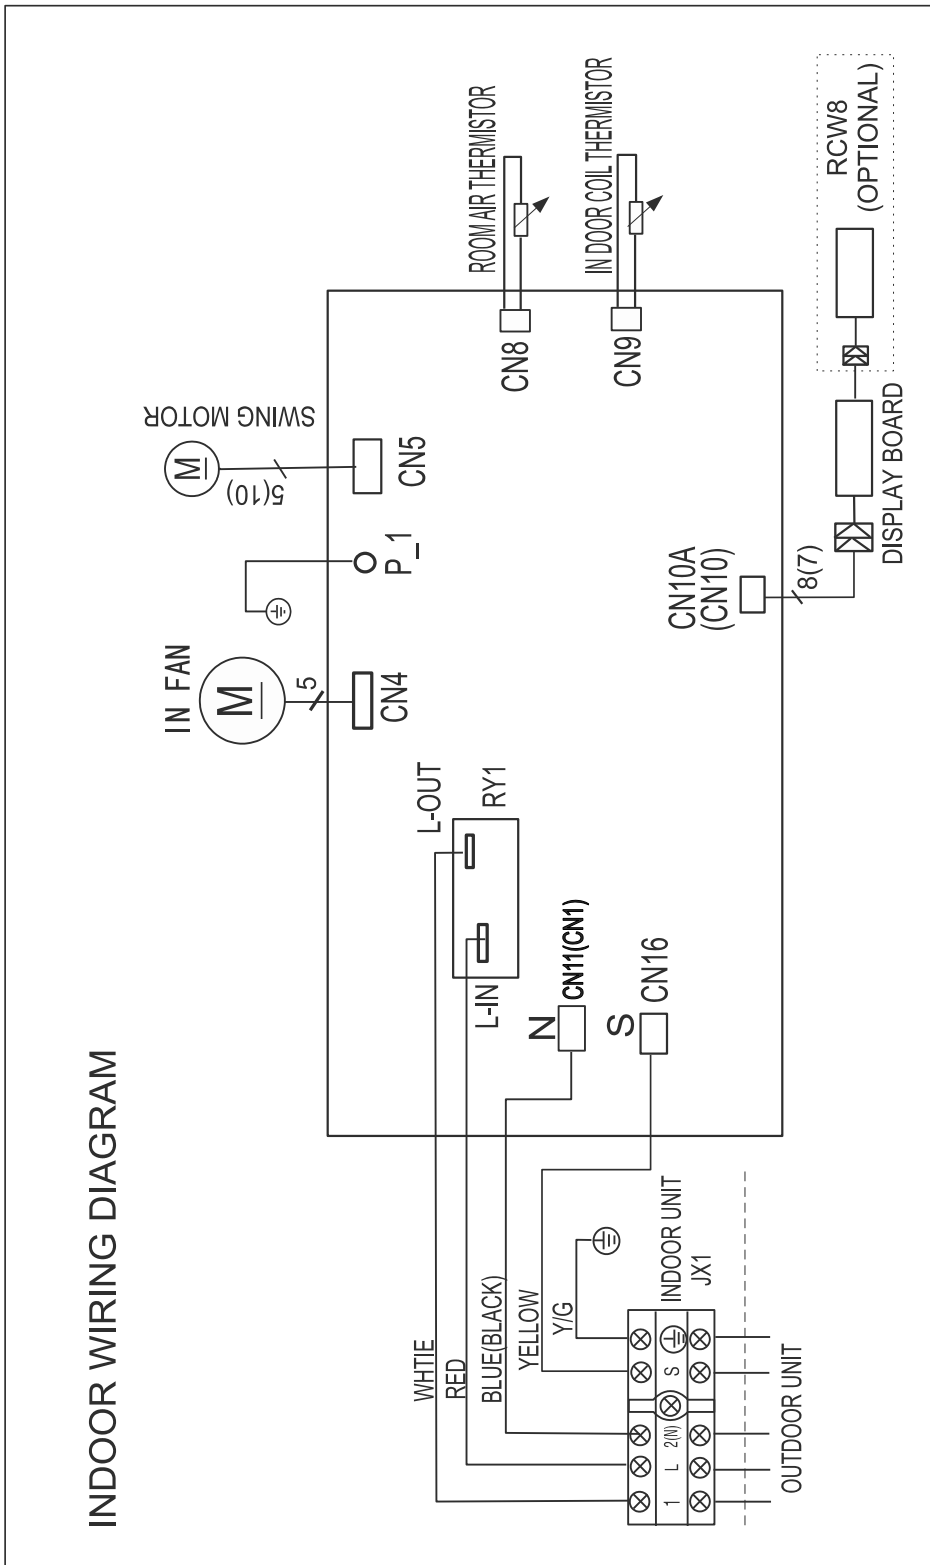 INDOOR WIRING DIAGRAM
IN FAN
M
5
CN4
P_1
SWING MOTOR
M
5(10)
CN5
ROOM AIR THERMISTOR
CN8
IN DOOR COIL THERMISTOR
CN9
L-OUT
RY1
L-IN
N
CN11(CN1)
S
CN16
CN10A
(CN10)
8(7)
DISPLAY BOARD
RCW8
(OPTIONAL)
WHTIE
RED
BLUE(BLACK)
YELLOW
Y/G
INDOOR UNIT
JX1
1
L
2(N)
S
OUTDOOR UNIT